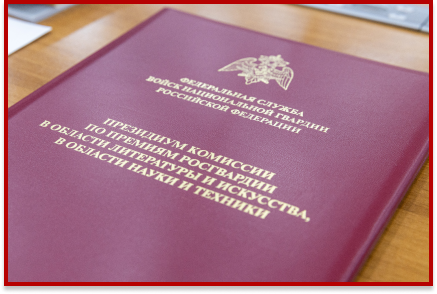 ФЕДЕРАЛЬНАЯ СЛУЖБА
ВОЙСК НАЦИОНАЛЬНОЙ ГВАРДИИ
РОССИЙСКОЙ ФЕДЕРАЦИИ
ПРЕЗИДИУМ КОМИССИИ
ПО ПРЕМИЯМ РОСГВАРДИИ
В ОБЛАСТИ ЛИТЕРАТУРЫ И ИСКУССТВА,
В ОБЛАСТИ НАУКИ И ТЕХНИКИ